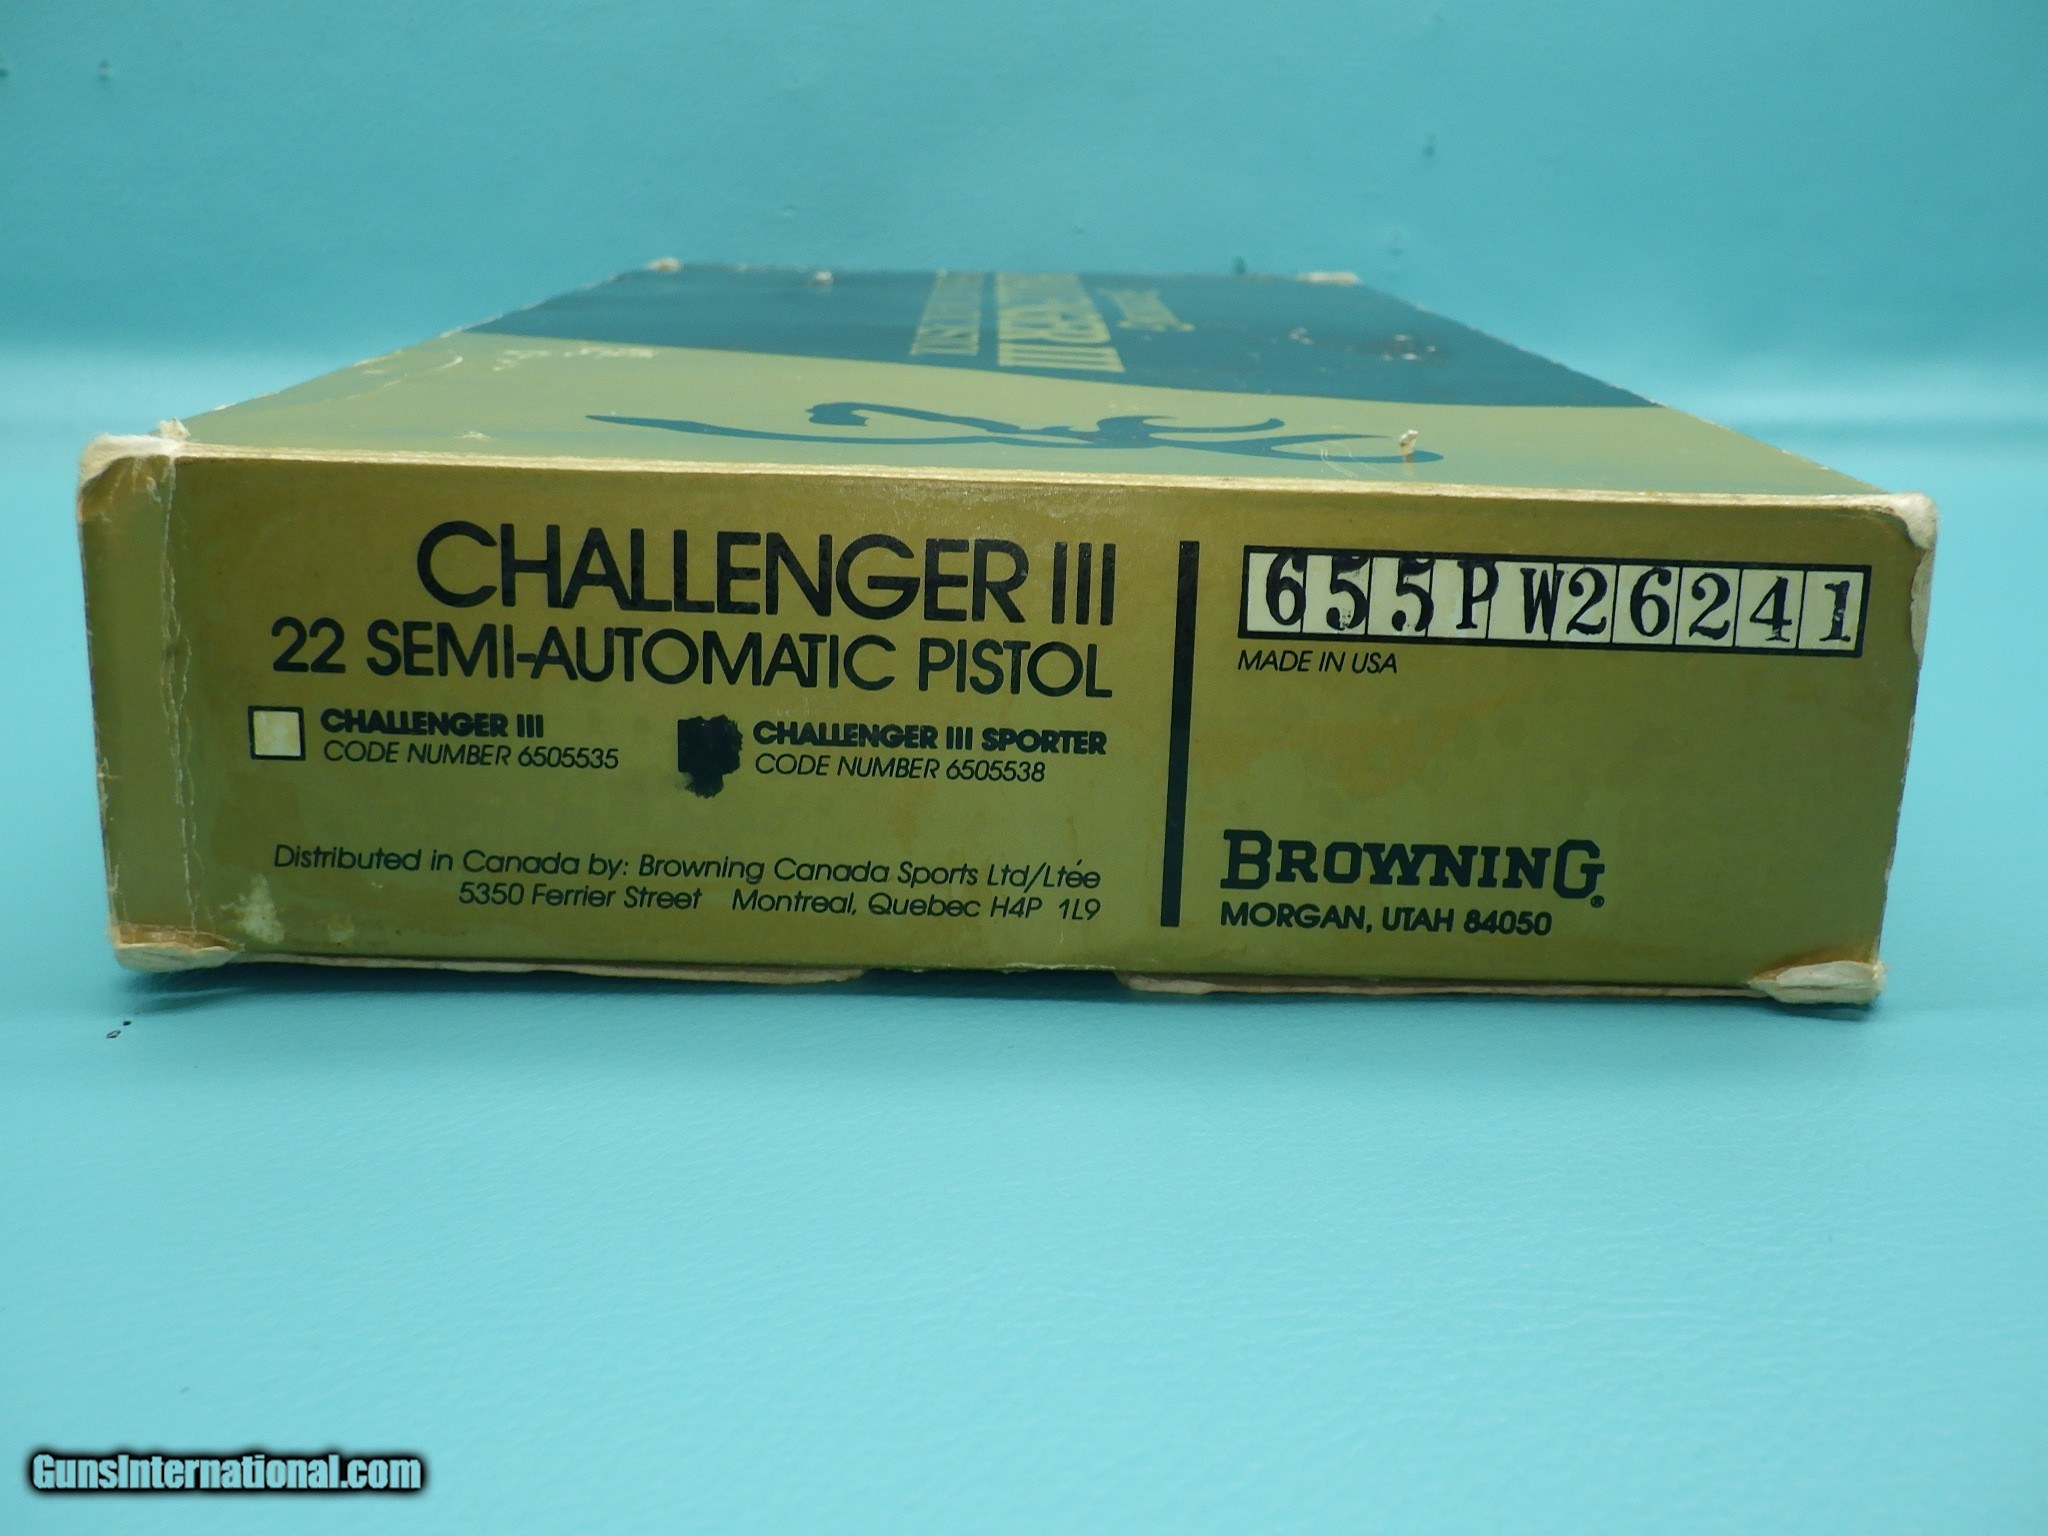 CHALLENGER III
22 SEMI-AUTOMATIC PISTOL
CHALLENGER III
CODE NUMBER 6505535
CHALLENGER III SPORTER
CODE NUMBER 6505538
Distributed in Canada by: Browning Canada Sports Ltd/Ltée
5350 Ferrier Street Montreal, Quebec H4P 1L9
655PW26241
MADE IN USA
BROWNING®
MORGAN, UTAH 84050
GunsInternational.com